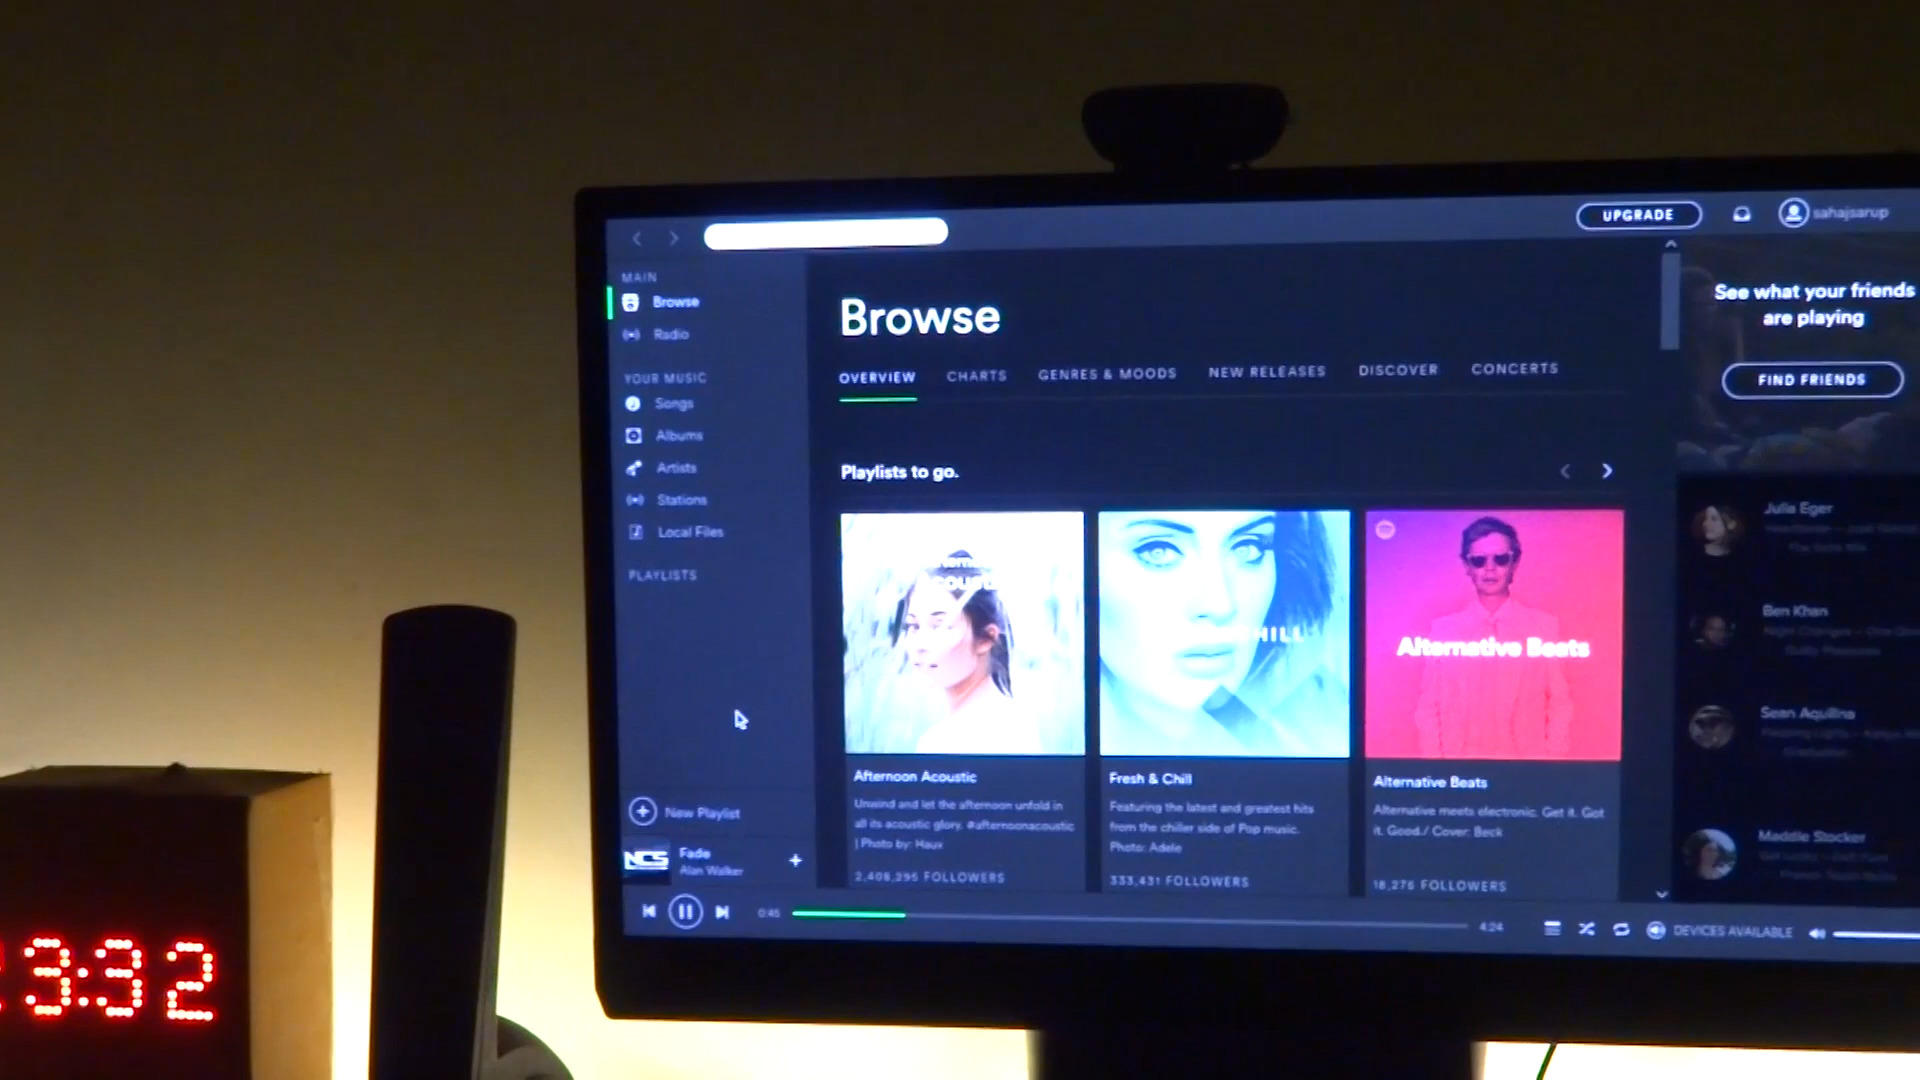 UPGRADE
sahajsarup
MAIN
Browse
Radio
YOUR MUSIC
Songs
Albums
Artists
Stations
Local Files
PLAYLISTS
New Playlist
NCS
Fade
Alan Walker
Browse
OVERVIEW CHARTS GENRES & MOODS NEW RELEASES DISCOVER CONCERTS
Playlists to go.
HILL
Alternative Beats
Afternoon Acoustic
Unwind and let the afternoon unfold in
all its acoustic glory. #afternoonacoustic
| Photo by: Haux
2,408,295 FOLLOWERS
Fresh & Chill
Featuring the latest and greatest hits
from the chiller side of Pop music.
Photo: Adele
333,431 FOLLOWERS
Alternative Beats
Alternative meets electronic. Get it. Got
it. Good./ Cover: Beck
18,276 FOLLOWERS
See what your friends
are playing
FIND FRIENDS
Julia Eger
Ben Khan
Sean Aquilina
Maddie Stocker
0:45
4:24
DEVICES AVAILABLE
3:32